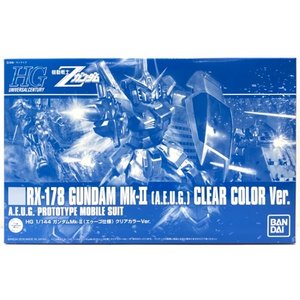 HG
UNIVERSAL CENTURY
機動戦士Zガンダム
RX-178 GUNDAM Mk-II (A.E.U.G.) CLEAR COLOR Ver.
A.E.U.G. PROTOTYPE MOBILE SUIT
HG 1/144 ガンダムMk-II (エゥーゴ仕様) クリアカラーVer.
BAN
DAI